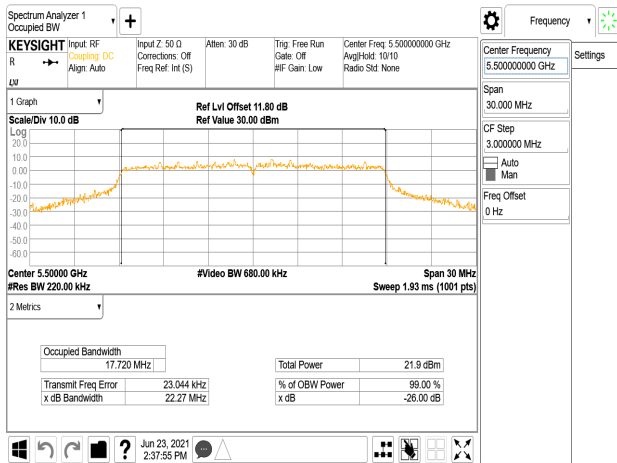 Spectrum Analyzer 1
Occupied BW
Frequency
KEYSIGHT
R
LXI
Input: RF
Coupling: DC
Align: Auto
Input Z: 50 Ω
Corrections: Off
Freq Ref: Int (S)
Atten: 30 dB
Trig: Free Run
Gate: Off
#IF Gain: Low
Center Freq: 5.500000000 GHz
Avg|Hold: 10/10
Radio Std: None
Center Frequency
5.500000000 GHz
Settings
Span
30.000 MHz
CF Step
3.000000 MHz
Auto
Man
Freq Offset
0 Hz
1 Graph
Scale/Div 10.0 dB
Ref Lvl Offset 11.80 dB
Ref Value 30.00 dBm
Log
20.0
10.0
0.00
-10.0
-20.0
-30.0
-40.0
-50.0
-60.0
Center 5.50000 GHz
#Res BW 220.00 kHz
#Video BW 680.00 kHz
Span 30 MHz
Sweep 1.93 ms (1001 pts)
2 Metrics
Occupied Bandwidth
17.720 MHz
Total Power 21.9 dBm
Transmit Freq Error 23.044 kHz
% of OBW Power 99.00 %
x dB Bandwidth 22.27 MHz
x dB -26.00 dB
?
Jun 23, 2021
2:37:55 PM